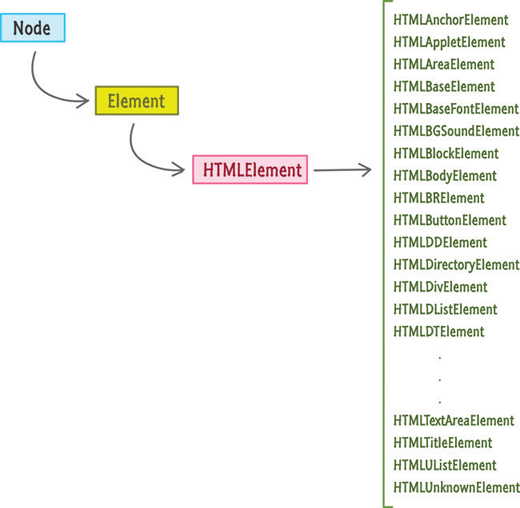 Node
Element
HTMLElement
HTMLAnchorElement
HTMLAppletElement
HTMLAreaElement
HTMLBaseElement
HTMLBaseFontElement
HTMLBGSoundElement
HTMLBlockElement
HTMLBodyElement
HTMLBRElement
HTMLButtonElement
HTMLDDElement
HTMLDirectoryElement
HTMLDivElement
HTMLDListElement
HTMLDTElement
.
.
.
HTMLTextAreaElement
HTMLTitleElement
HTMLUListElement
HTMLUnknownElement